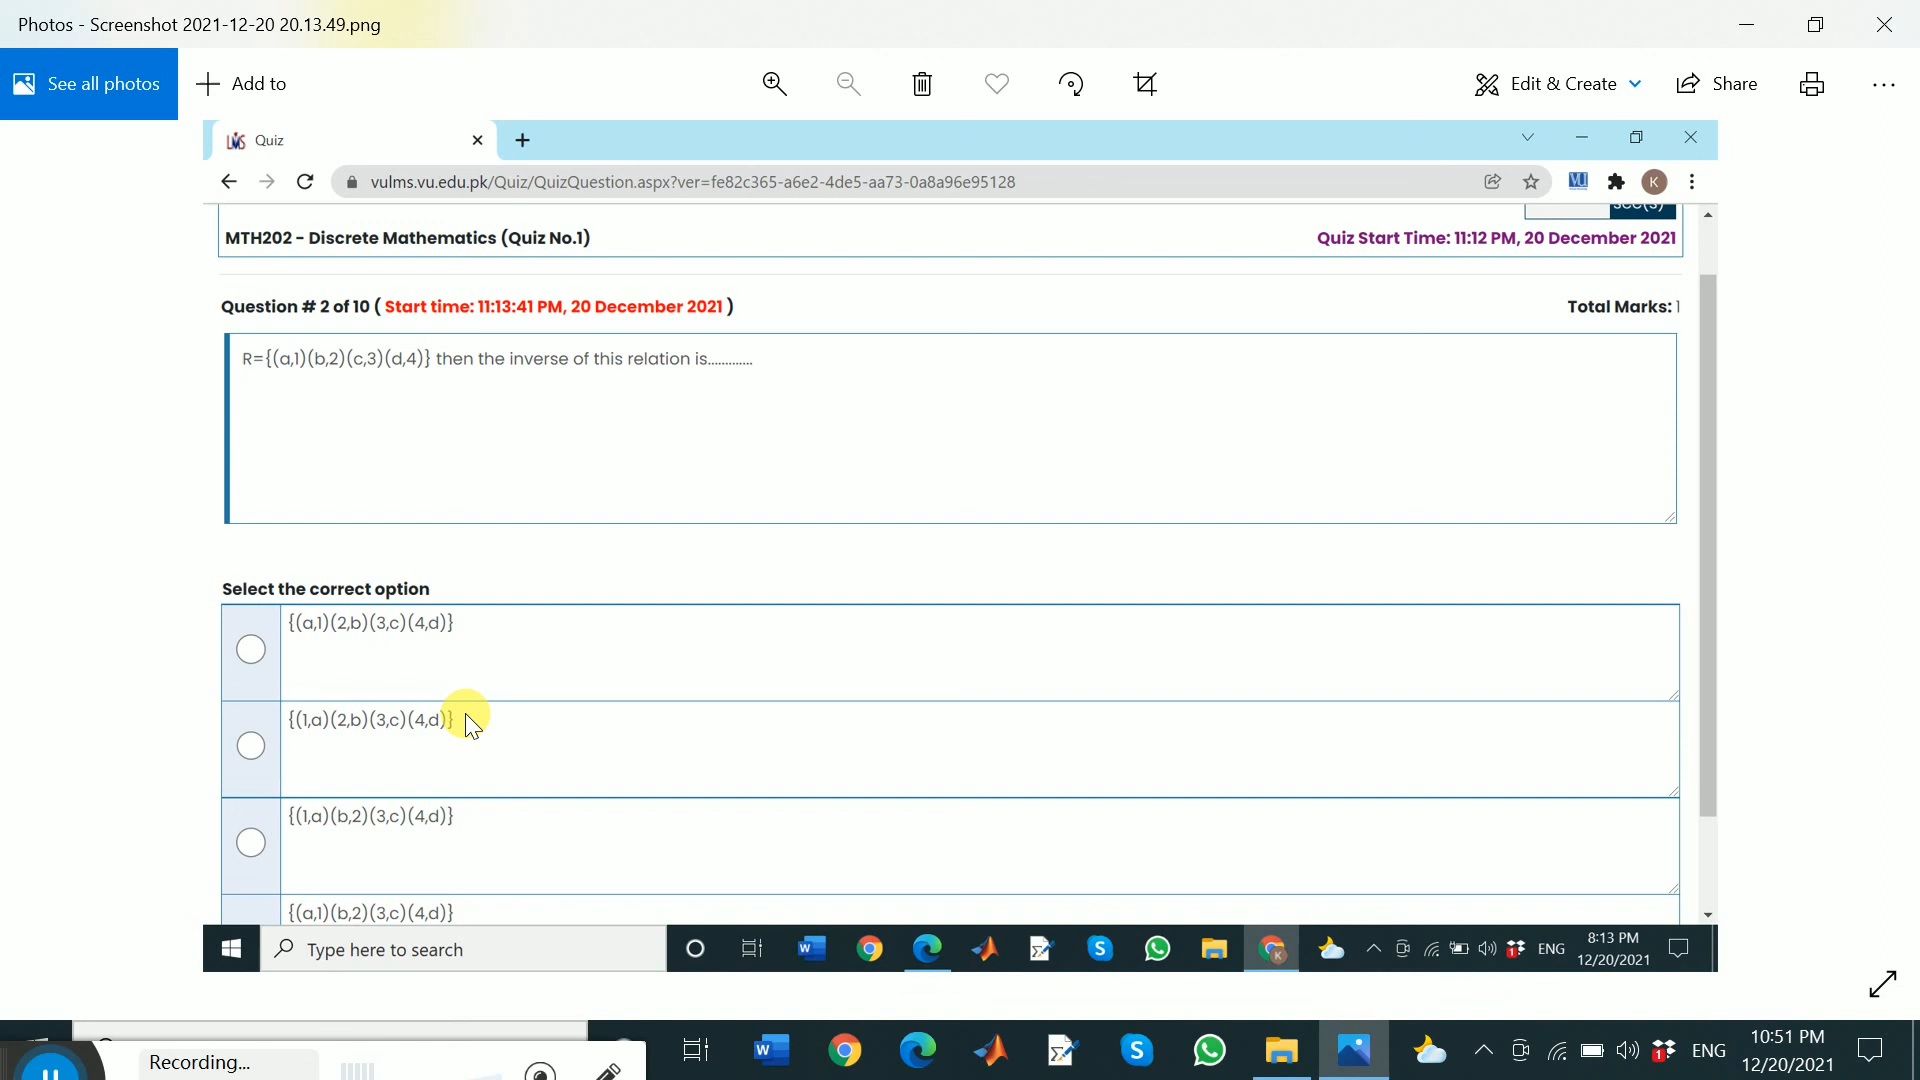 Photos - Screenshot 2021-12-20 20.13.49.png
See all photos
Add to
Edit & Create
Share
Quiz
vulms.vu.edu.pk/Quiz/QuizQuestion.aspx?ver=fe82c365-a6e2-4de5-aa73-0a8a96e95128
VU
K
sec(s)
MTH202 - Discrete Mathematics (Quiz No.1)
Quiz Start Time: 11:12 PM, 20 December 2021
Question # 2 of 10 ( Start time: 11:13:41 PM, 20 December 2021 )
Total Marks: 1
R={(a,1)(b,2)(c,3)(d,4)} then the inverse of this relation is.............
Select the correct option
{(a,1)(2,b)(3,c)(4,d)}
{(1,a)(2,b)(3,c)(4,d)}
{(1,a)(b,2)(3,c)(4,d)}
{(a,1)(b,2)(3,c)(4,d)}
Type here to search
ENG
8:13 PM
12/20/2021
Recording...
ENG
10:51 PM
12/20/2021